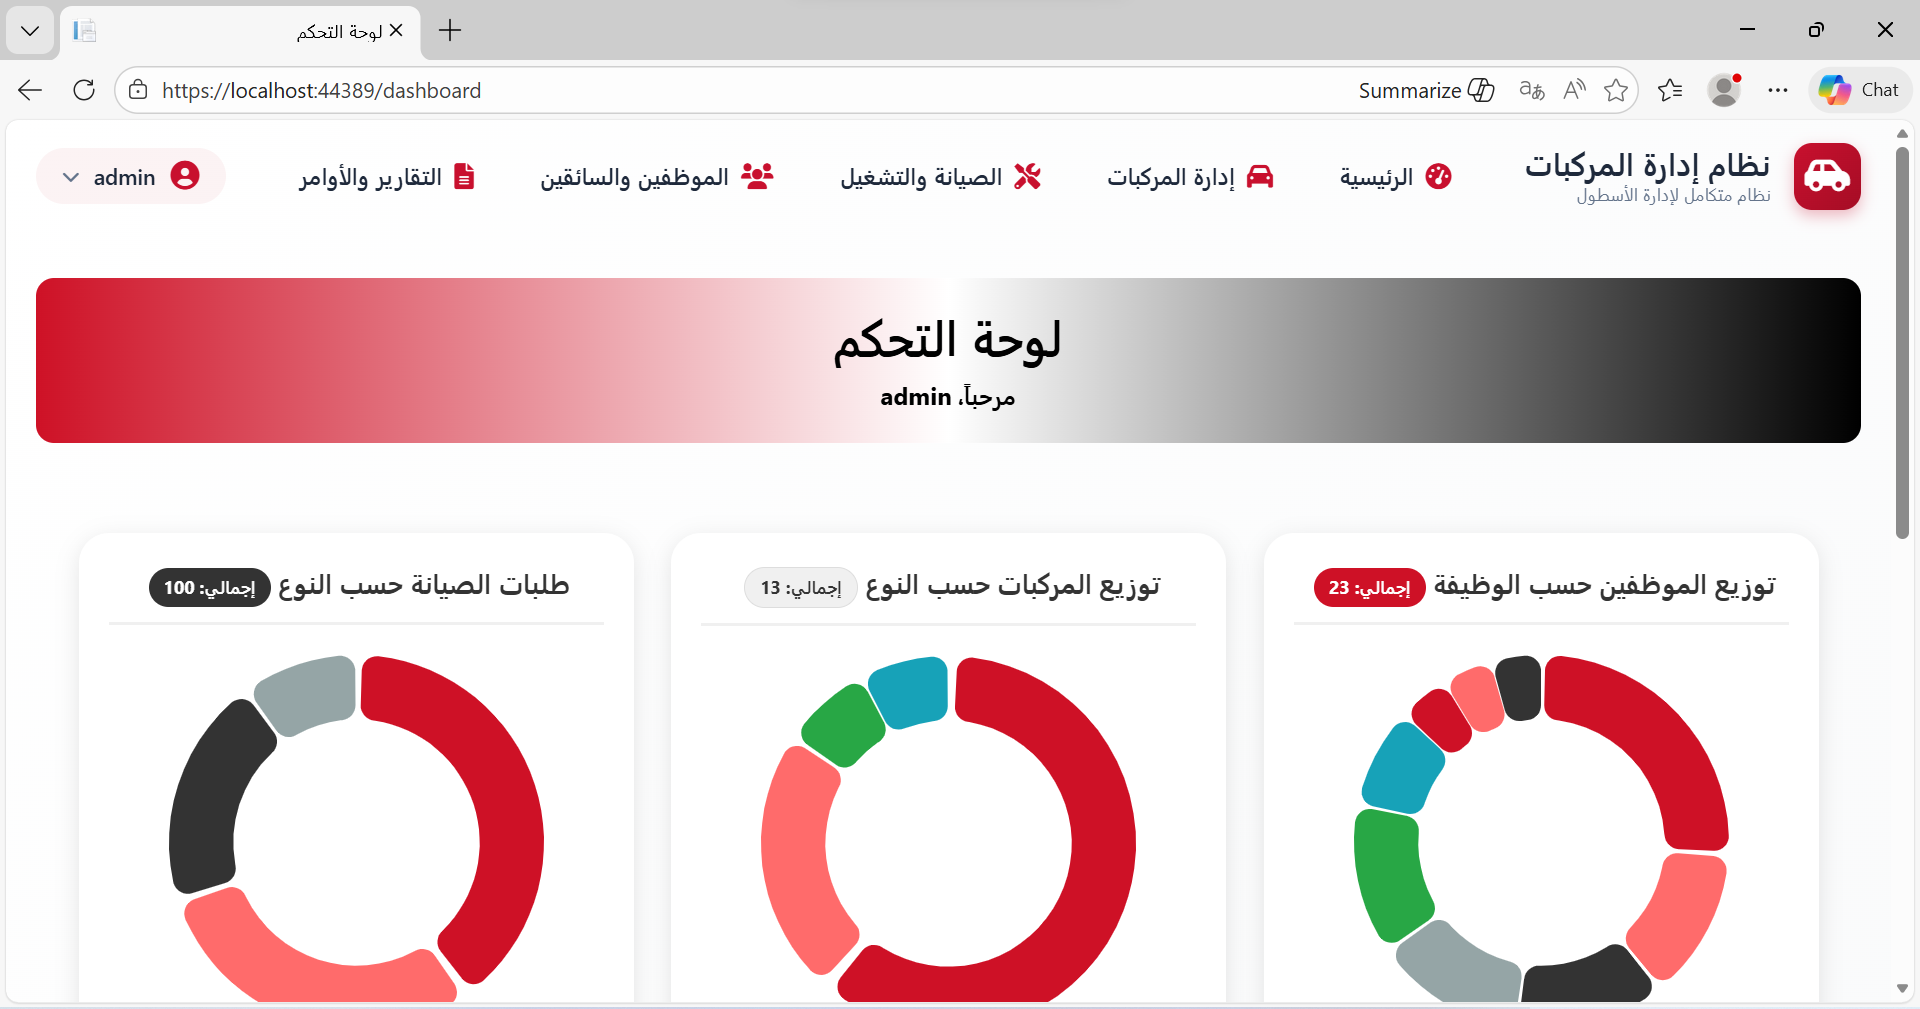 لوحة التحكم
https://localhost:44389/dashboard
Summarize
Chat
نظام إدارة المركبات
نظام متكامل لإدارة الأسطول
الرئيسية
إدارة المركبات
الصيانة والتشغيل
الموظفين والسائقين
التقارير والأوامر
admin
لوحة التحكم
مرحباً، admin
توزيع الموظفين حسب الوظيفة إجمالي: 23
توزيع المركبات حسب النوع إجمالي: 13
طلبات الصيانة حسب النوع إجمالي: 100